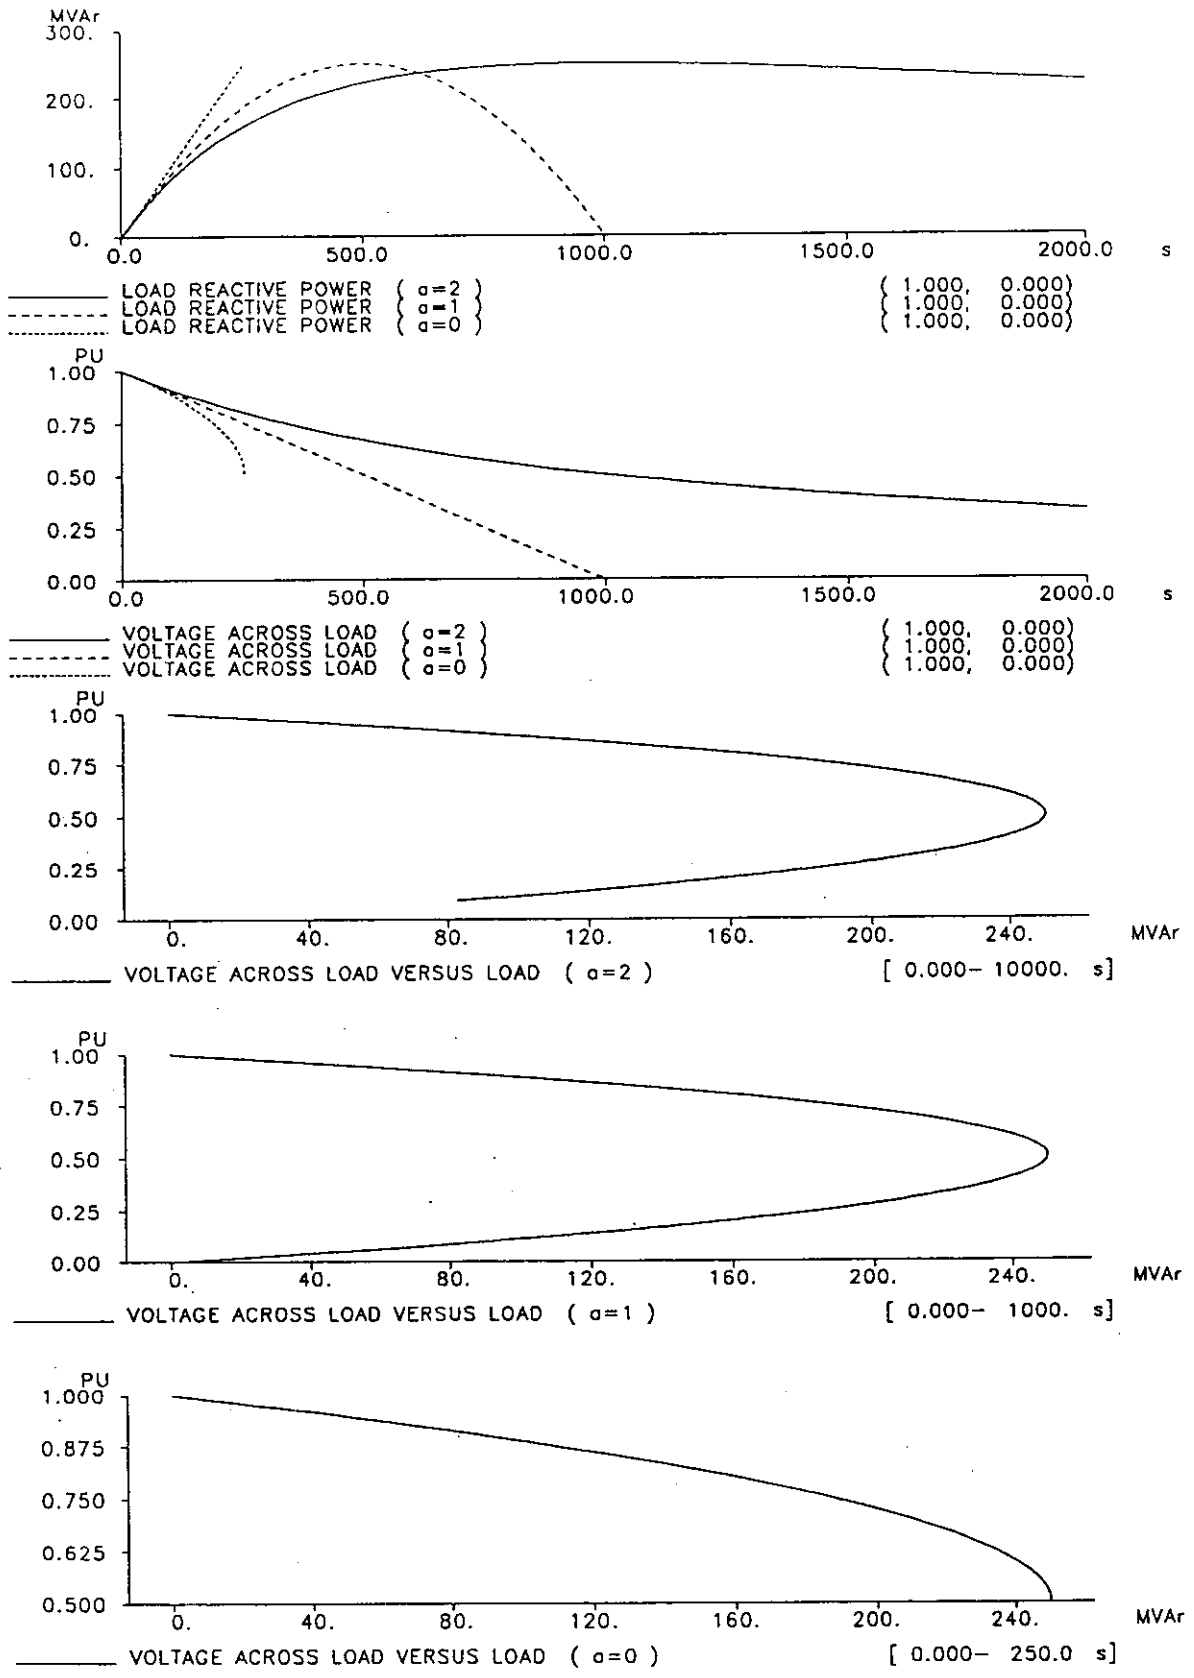 MVAr
300.
200.
100.
0.
0.0 500.0 1000.0 1500.0 2000.0 s
LOAD REACTIVE POWER ( a=2 ) ( 1.000, 0.000)
LOAD REACTIVE POWER ( a=1 ) ( 1.000, 0.000)
LOAD REACTIVE POWER ( a=0 ) ( 1.000, 0.000)
PU
1.00
0.75
0.50
0.25
0.00
0.0 500.0 1000.0 1500.0 2000.0 s
VOLTAGE ACROSS LOAD ( a=2 ) ( 1.000, 0.000)
VOLTAGE ACROSS LOAD ( a=1 ) ( 1.000, 0.000)
VOLTAGE ACROSS LOAD ( a=0 ) ( 1.000, 0.000)
PU
1.00
0.75
0.50
0.25
0.00
0. 40. 80. 120. 160. 200. 240. MVAr
VOLTAGE ACROSS LOAD VERSUS LOAD ( a=2 ) [ 0.000- 10000. s]
PU
1.00
0.75
0.50
0.25
0.00
0. 40. 80. 120. 160. 200. 240. MVAr
VOLTAGE ACROSS LOAD VERSUS LOAD ( a=1 ) [ 0.000- 1000. s]
PU
1.000
0.875
0.750
0.625
0.500
0. 40. 80. 120. 160. 200. 240. MVAr
VOLTAGE ACROSS LOAD VERSUS LOAD ( a=0 ) [ 0.000- 250.0 s]